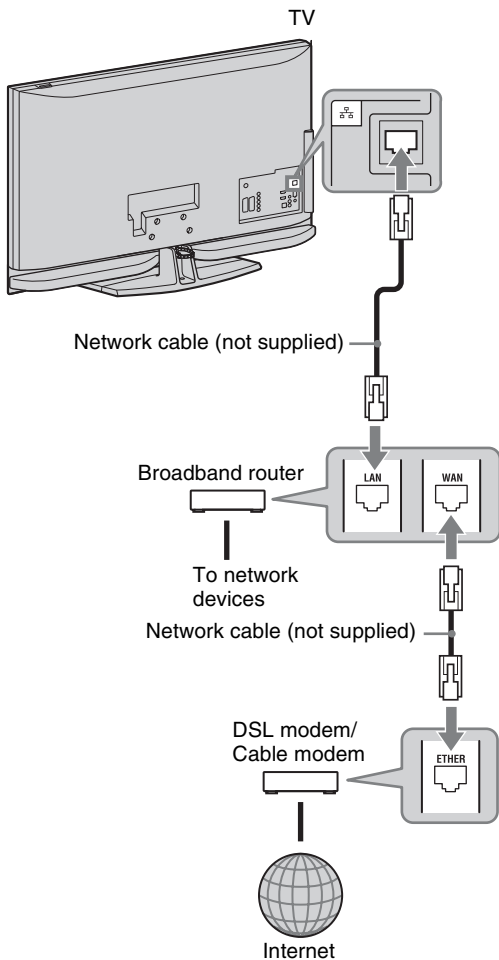 TV
Network cable (not supplied)
LAN
WAN
Broadband router
To network
devices
Network cable (not supplied)
DSL modem/
Cable modem
ETHER
Internet